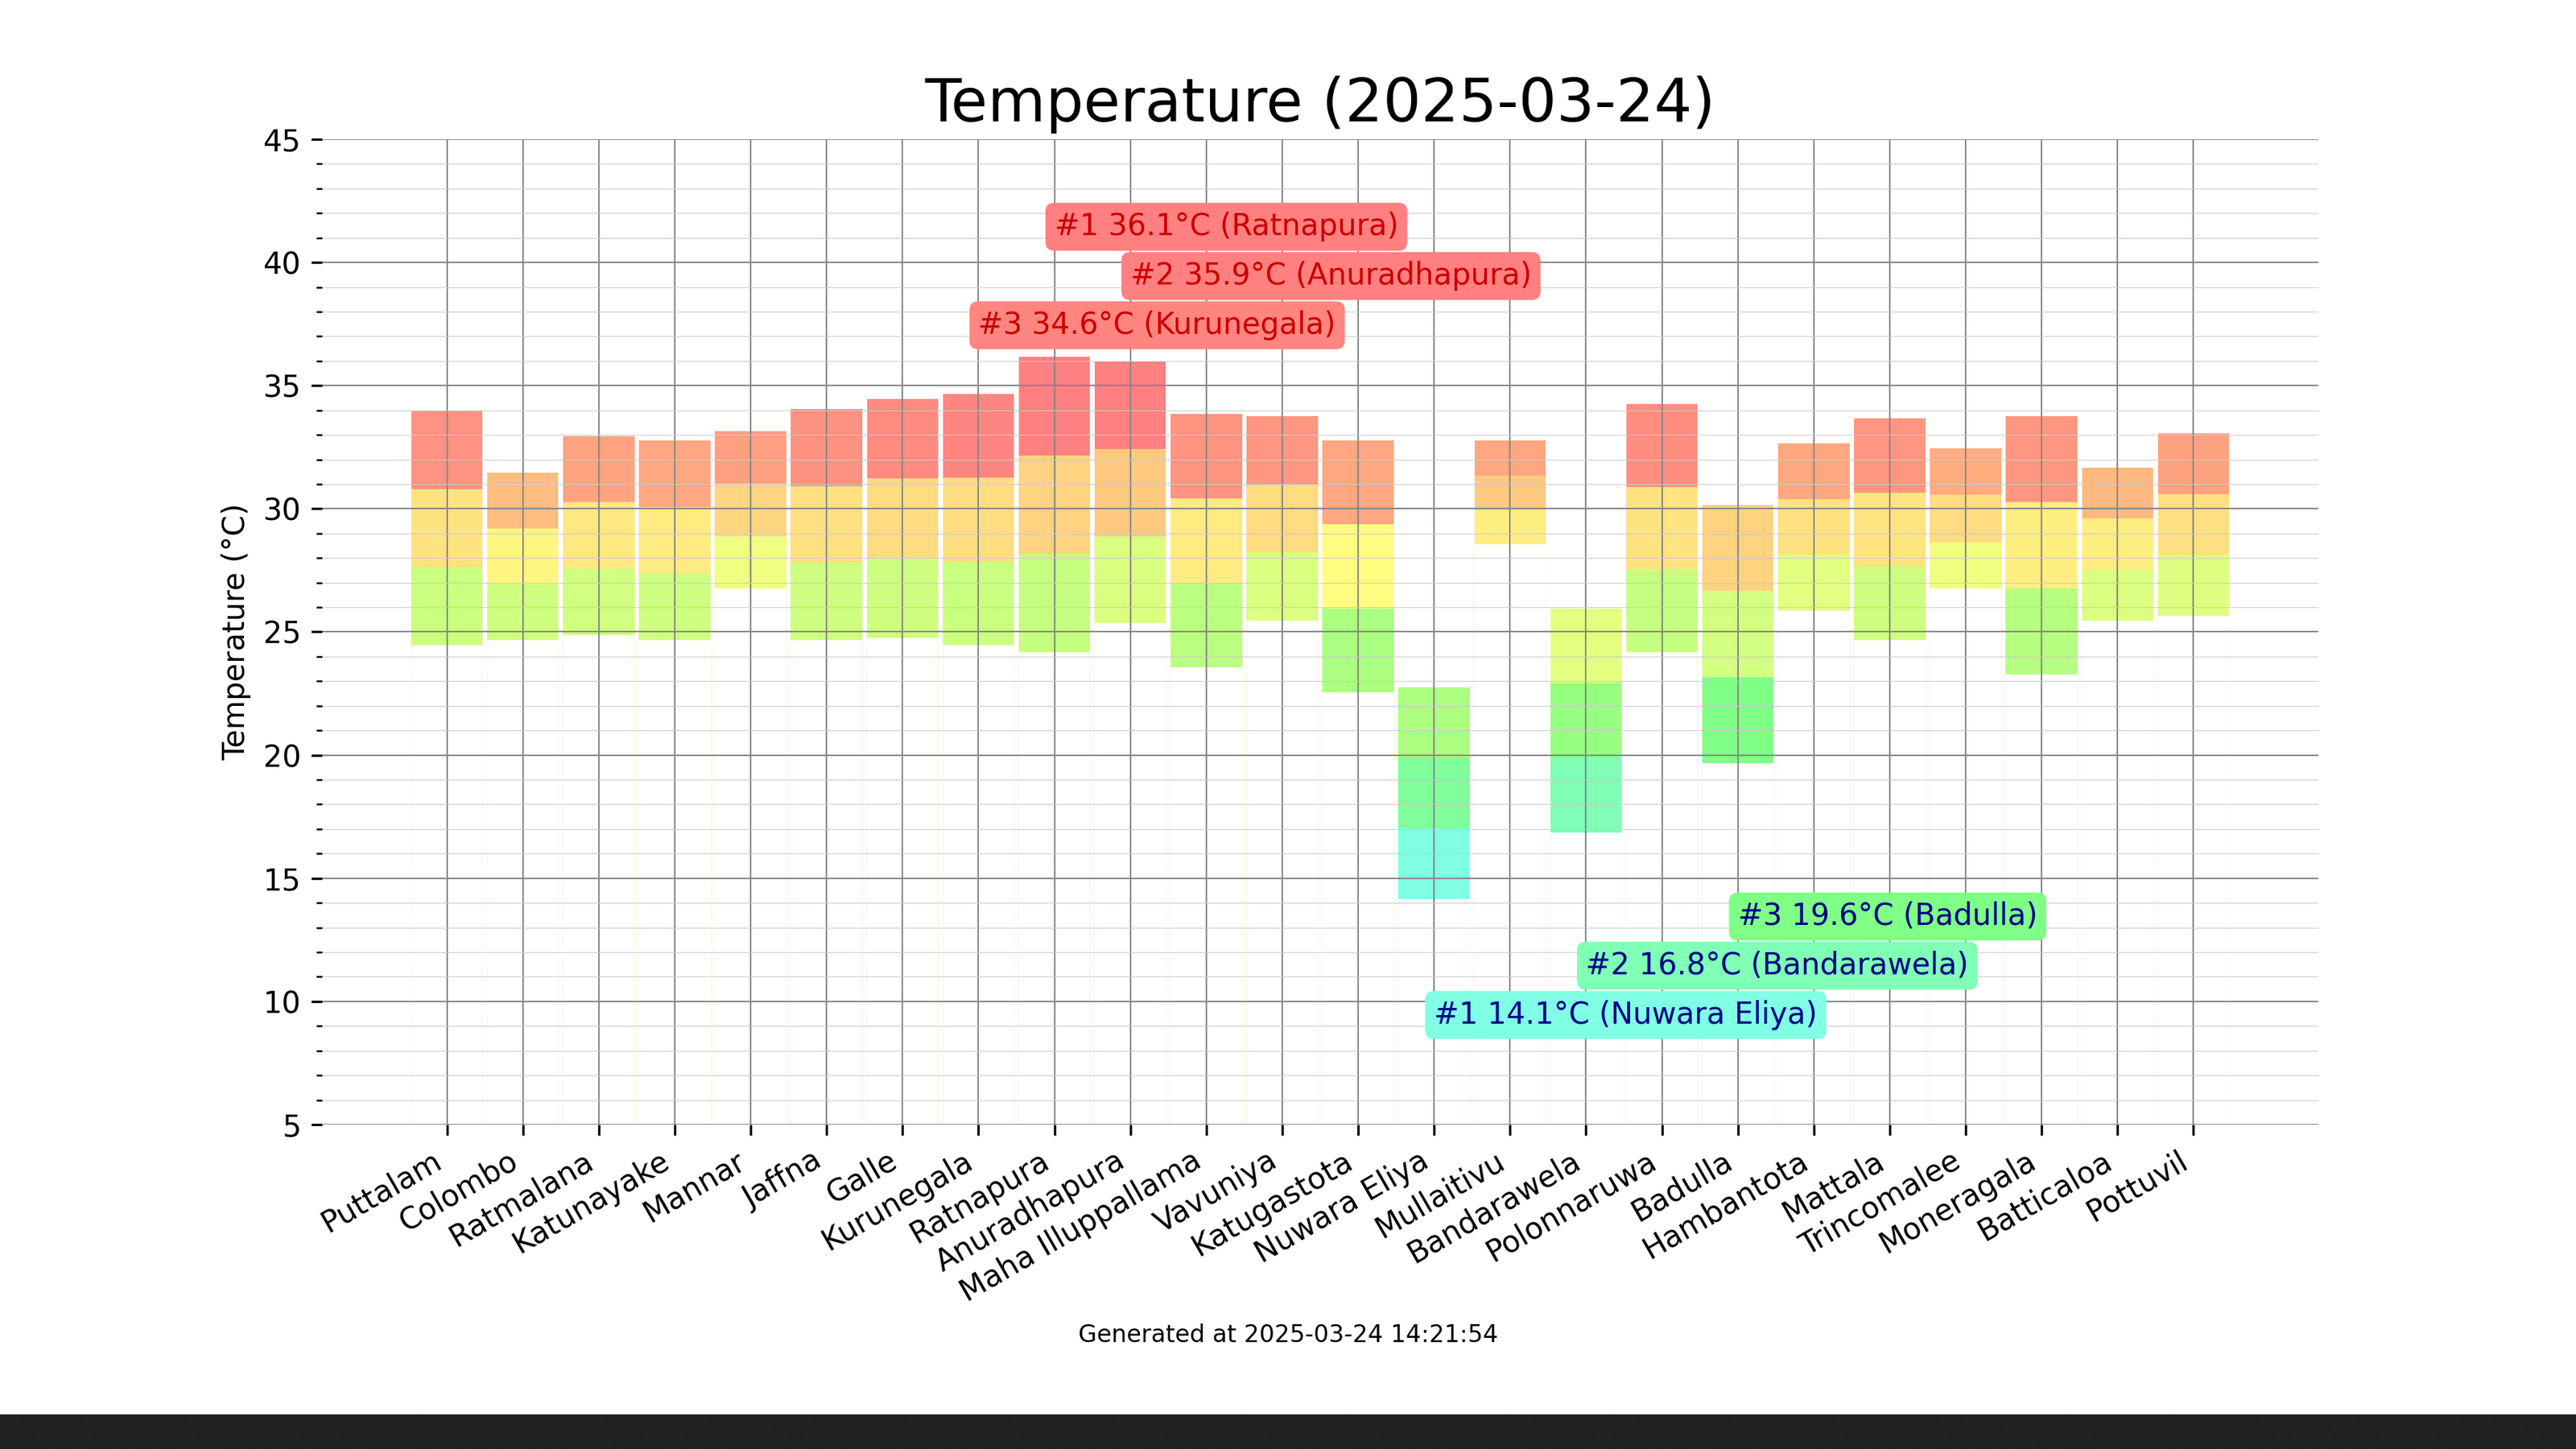 Temperature (2025-03-24)
Temperature (°C)
45
40
35
30
25
20
15
10
5
#1 36.1°C (Ratnapura)
#2 35.9°C (Anuradhapura)
#3 34.6°C (Kurunegala)
#3 19.6°C (Badulla)
#2 16.8°C (Bandarawela)
#1 14.1°C (Nuwara Eliya)
Puttalam
Colombo
Ratmalana
Katunayake
Mannar
Jaffna
Galle
Kurunegala
Ratnapura
Anuradhapura
Maha Illuppallama
Vavuniya
Katugastota
Nuwara Eliya
Mullaitivu
Bandarawela
Polonnaruwa
Badulla
Hambantota
Mattala
Trincomalee
Moneragala
Batticaloa
Pottuvil
Generated at 2025-03-24 14:21:54